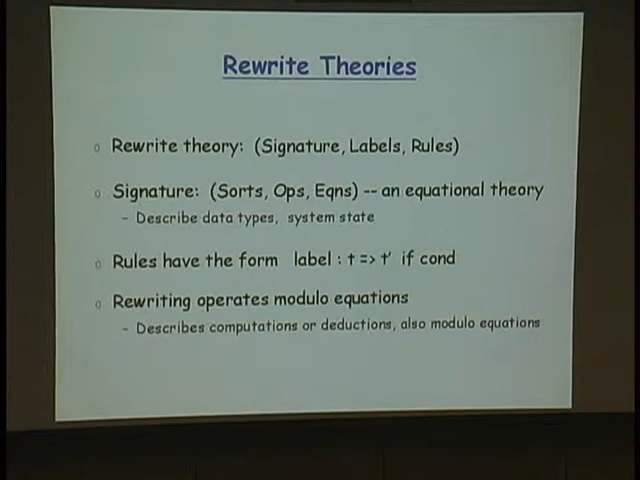 Rewrite Theories
o Rewrite theory: (Signature, Labels, Rules)
o Signature: (Sorts, Ops, Eqns) -- an equational theory
- Describe data types, system state
o Rules have the form label : t => t' if cond
o Rewriting operates modulo equations
- Describes computations or deductions, also modulo equations